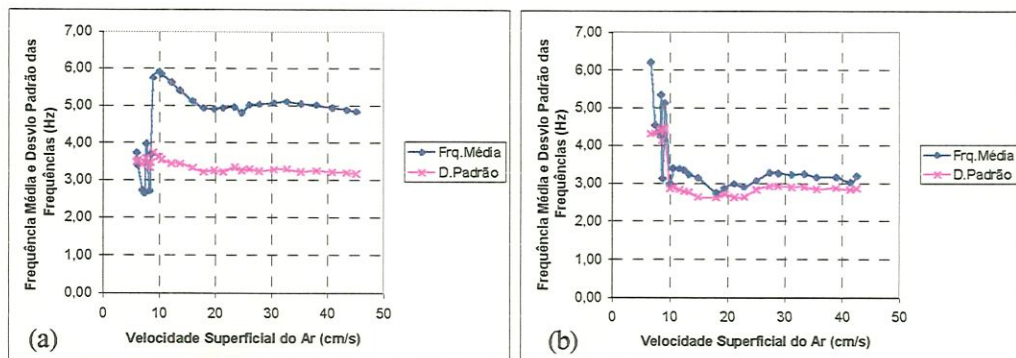 Frequência Média e Desvio Padrão das
Frequências (Hz)
7,00
6,00
5,00
4,00
3,00
2,00
1,00
0,00
0
10
20
30
40
50
Velocidade Superficial do Ar (cm/s)
Frq.Média
D.Padrão
(a)
Frequência Média e Desvio Padrão das
Frequências (Hz)
7,00
6,00
5,00
4,00
3,00
2,00
1,00
0,00
0
10
20
30
40
50
Velocidade Superficial do Ar (cm/s)
Frq.Média
D.Padrão
(b)